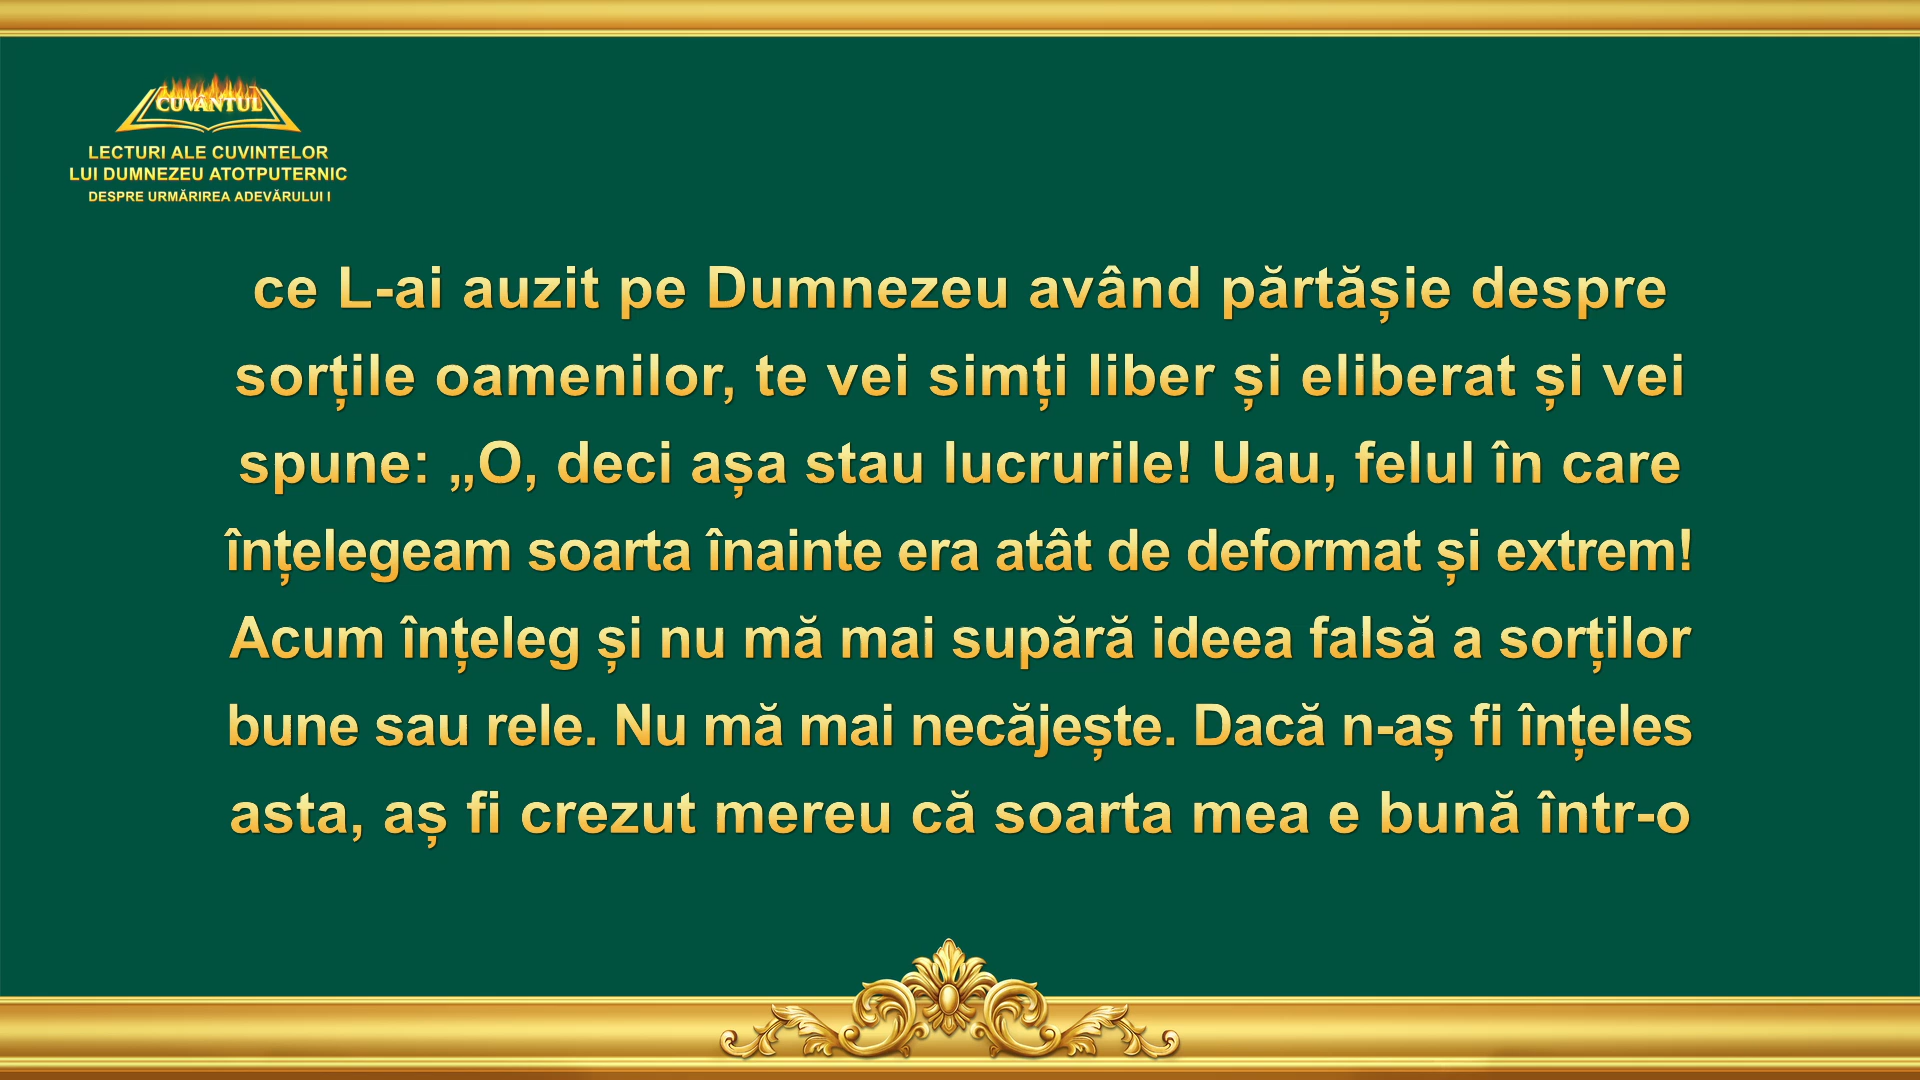 CUVÂNTUL
LECTURI ALE CUVINTELOR
LUI DUMNEZEU ATOTPUTERNIC
DESPRE URMĂRIREA ADEVĂRULUI I
ce L-ai auzit pe Dumnezeu având părtășie despre
sorțile oamenilor, te vei simți liber și eliberat și vei
spune: „O, deci așa stau lucrurile! Uau, felul în care
înțelegeam soarta înainte era atât de deformat și extrem!
Acum înțeleg și nu mă mai supără ideea falsă a sorților
bune sau rele. Nu mă mai necăjește. Dacă n-aș fi înțeles
asta, aș fi crezut mereu că soarta mea e bună într-o